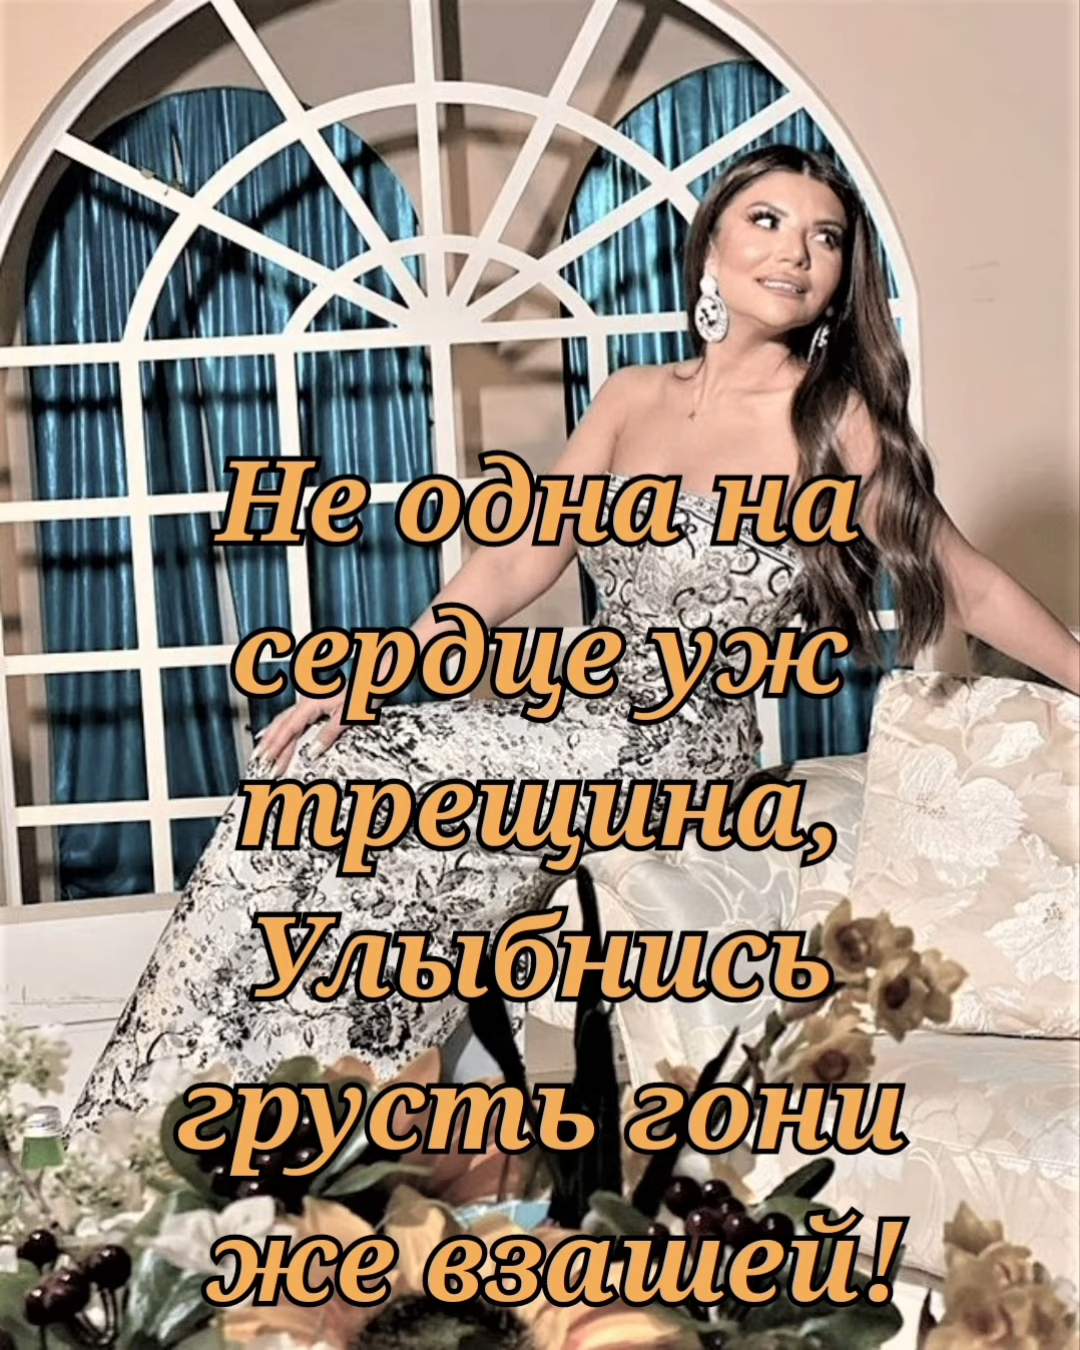 Не одна на
сердце уж
трещина,
Улыбнись
грусть гони
же взашей!